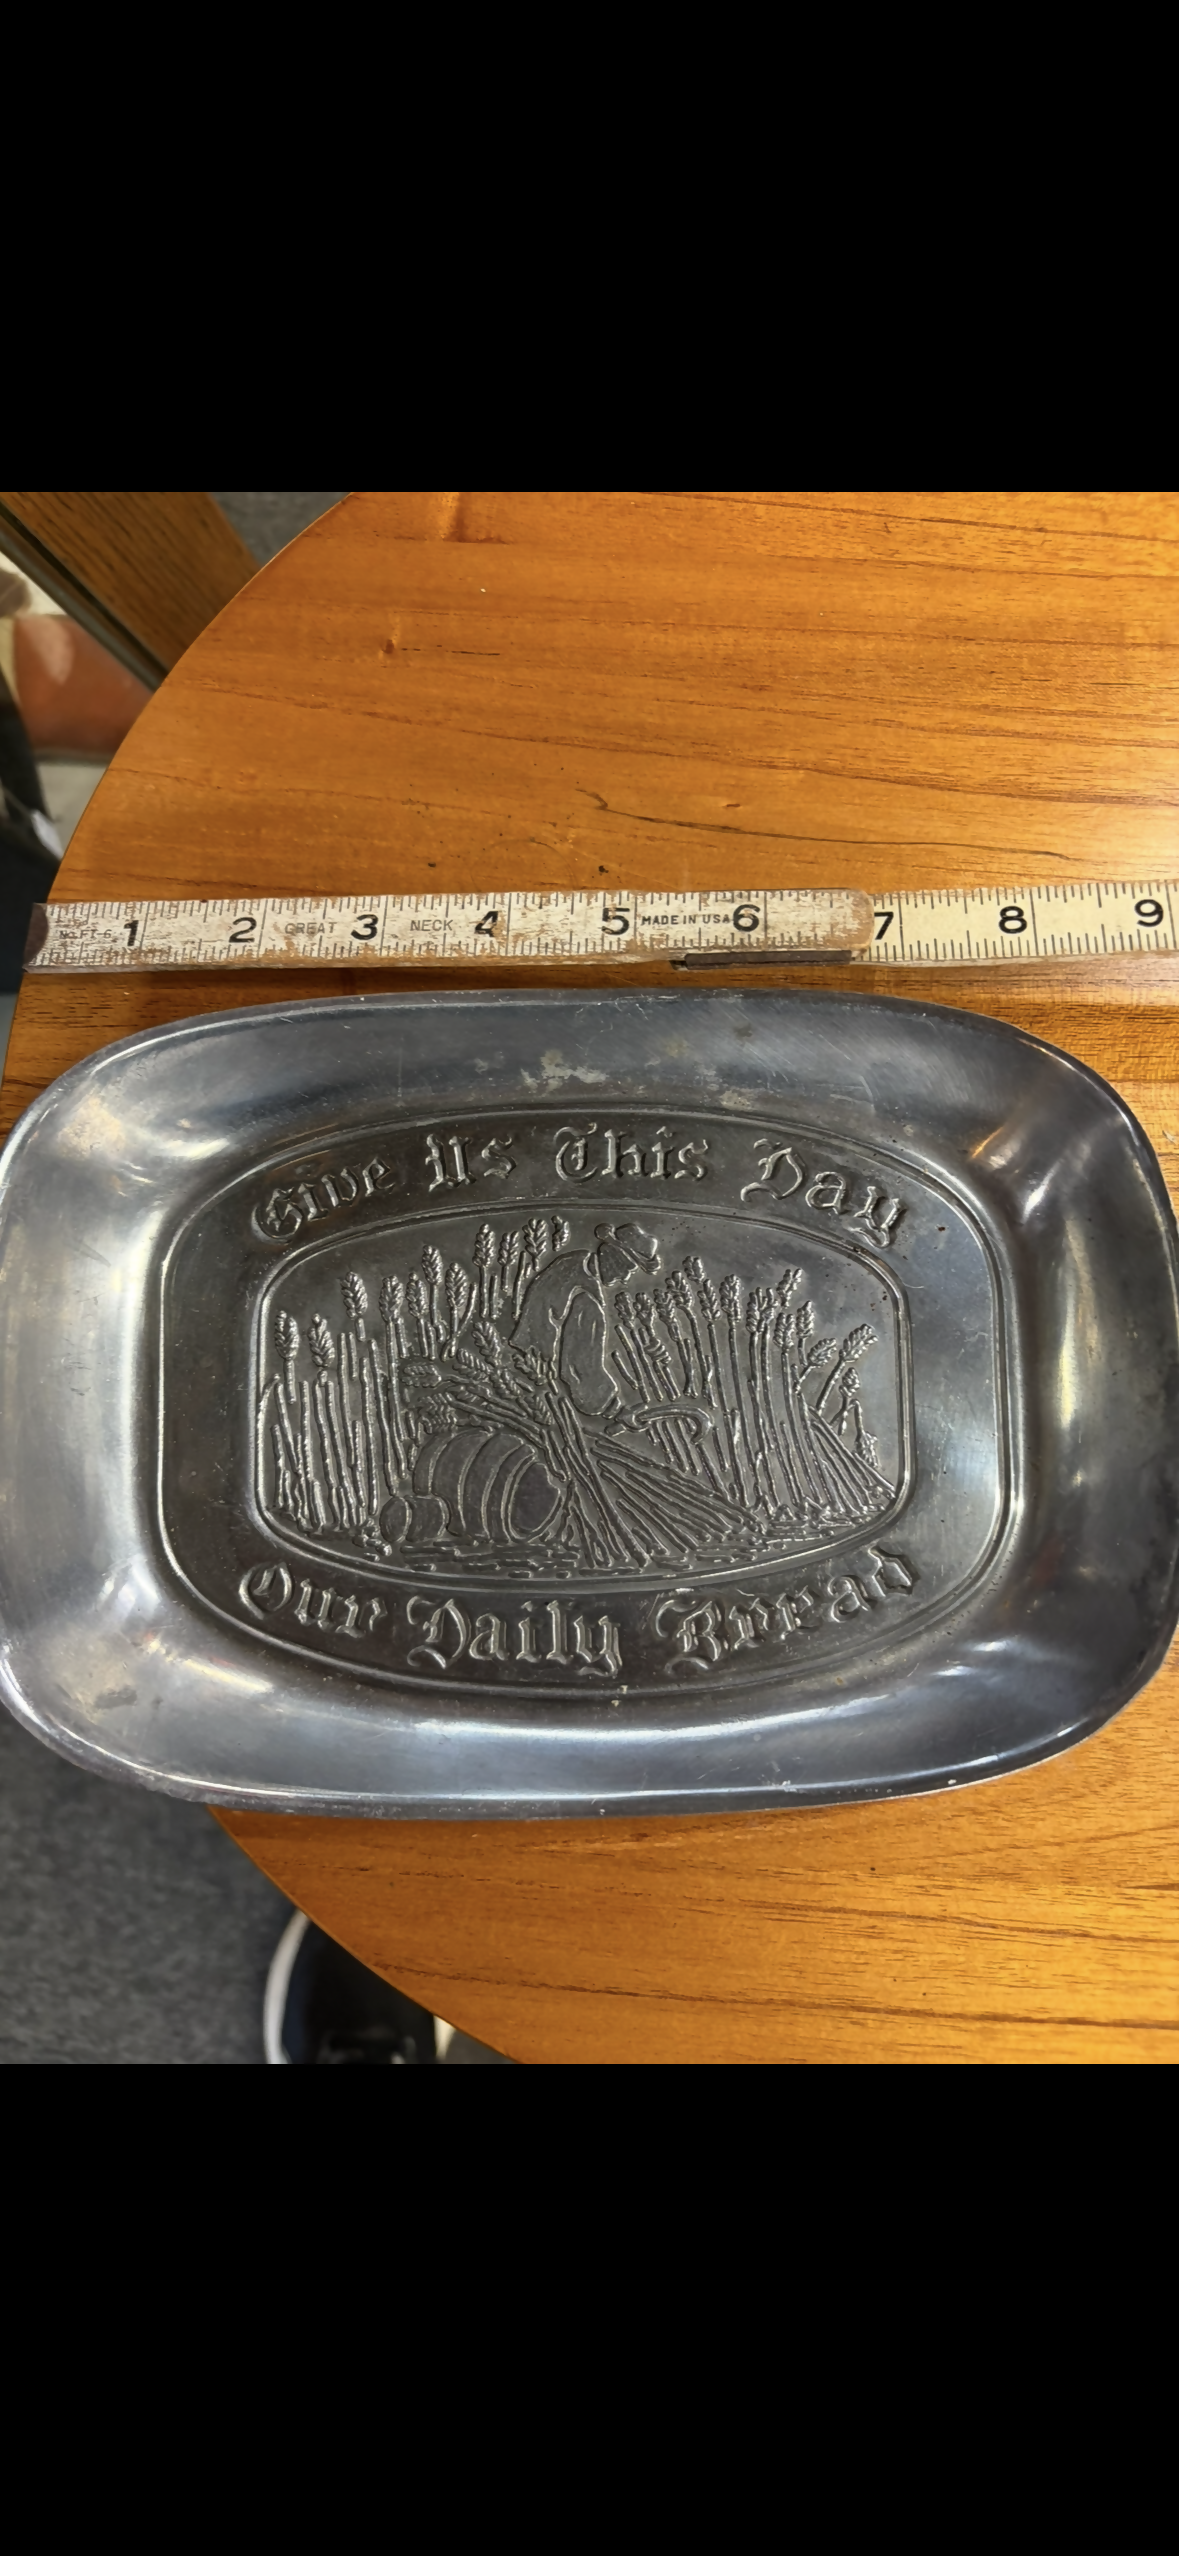 1 2 3 4 5 6 7 8 9
No. FT-6 GREAT NECK MADE IN USA
Give Us This Day
Our Daily Bread